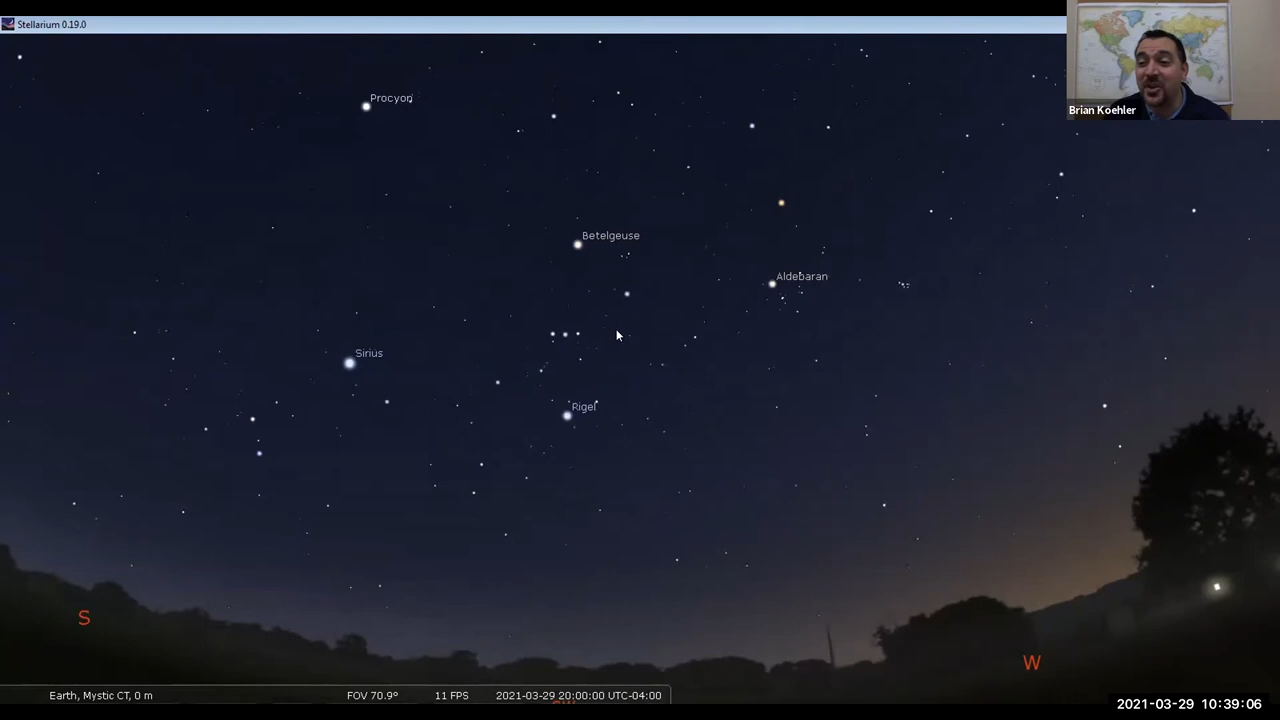 Stellarium 0.19.0
Procyon
Brian Koehler
Betelgeuse
Aldebaran
Sirius
Rigel
S
W
SW
Earth, Mystic CT, 0 m
FOV 70.9°
11 FPS
2021-03-29 20:00:00 UTC-04:00
2021-03-29 10:39:06